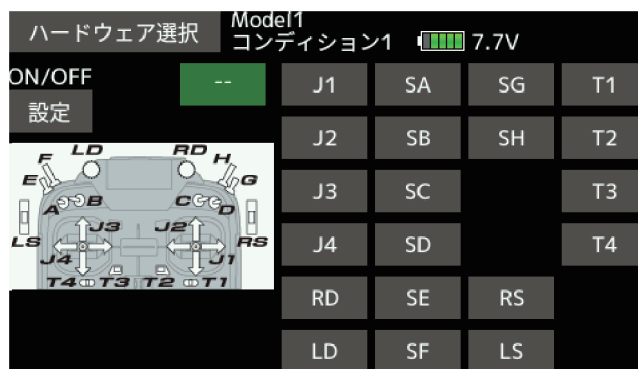 ハードウェア選択
Model1
コンディション1 7.7V
ON/OFF
設定
--
J1 SA SG T1
J2 SB SH T2
J3 SC T3
J4 SD T4
RD SE RS
LD SF LS
F LD RD H
E G
A B C D
LS J3 J2 RS
J4 J1
T4 T3 T2 T1